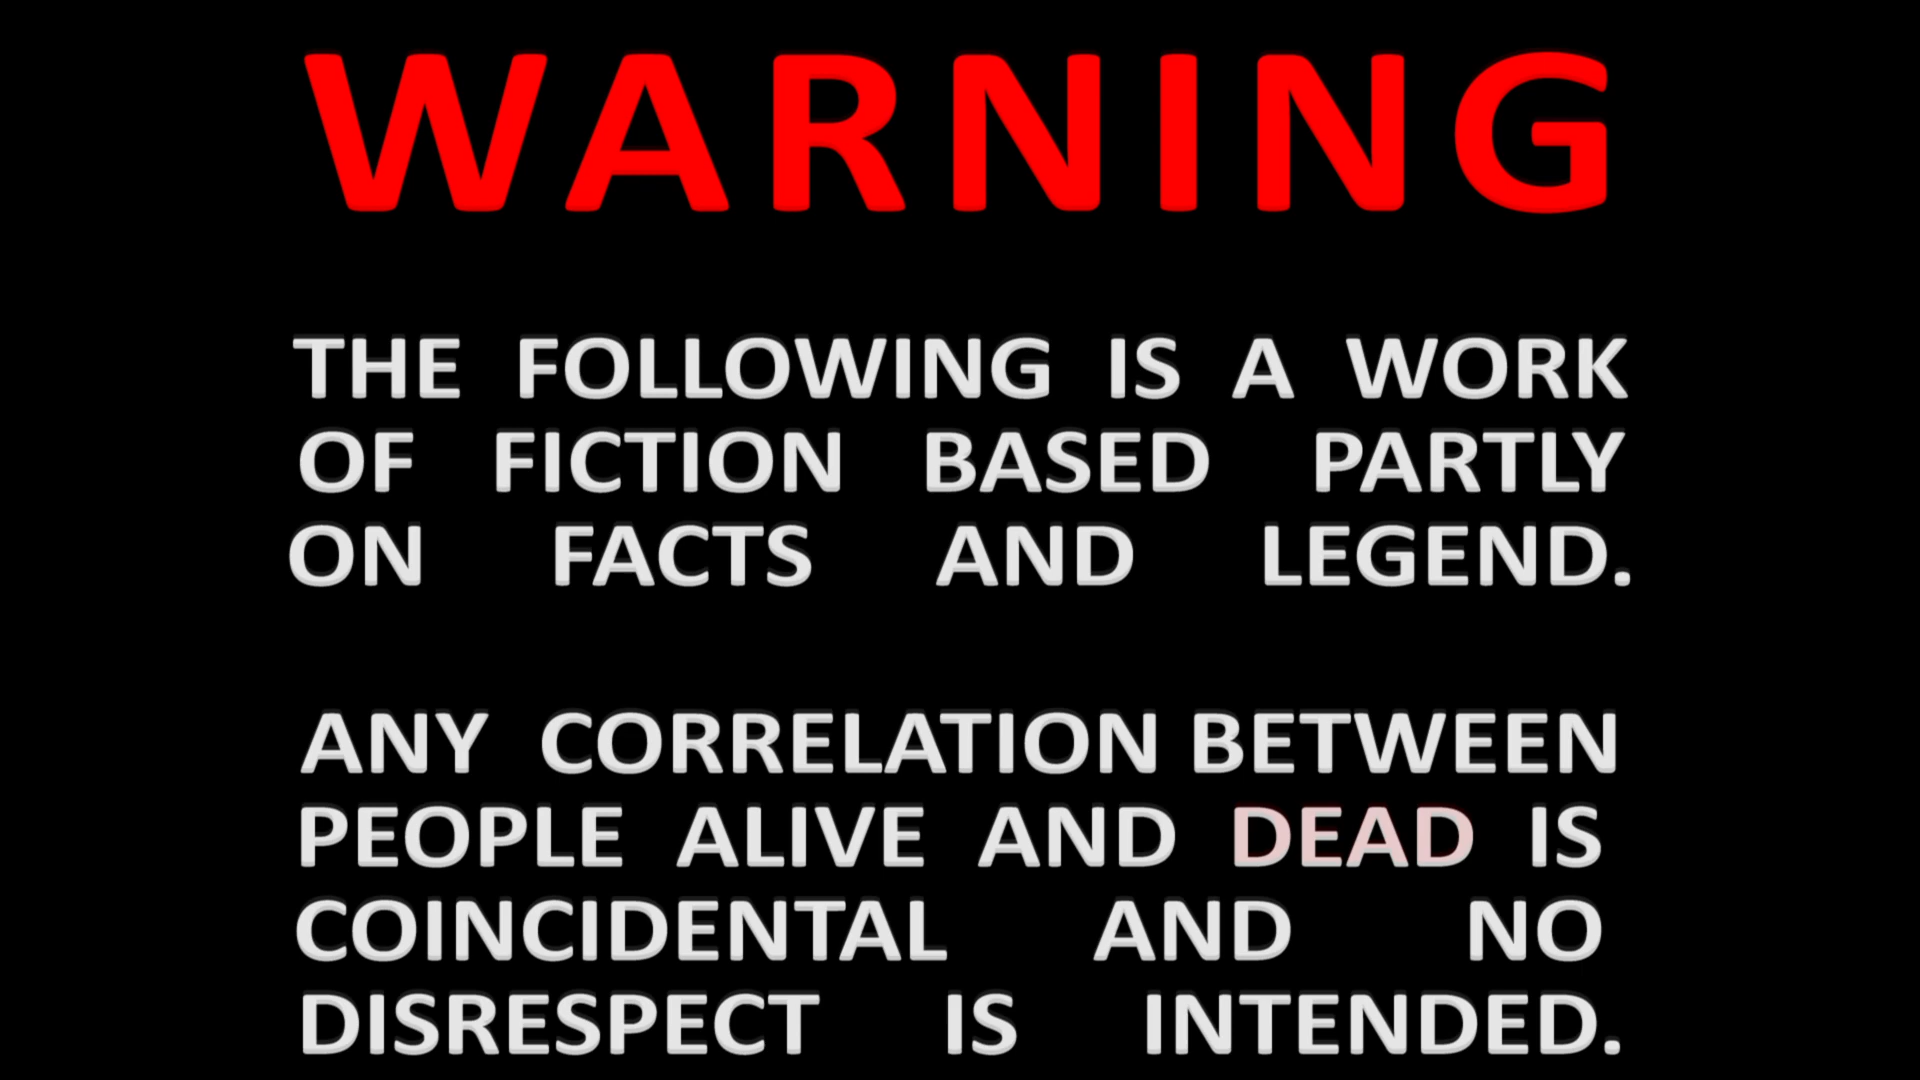 WARNING
THE FOLLOWING IS A WORK
OF FICTION BASED PARTLY
ON FACTS AND LEGEND.
ANY CORRELATION BETWEEN
PEOPLE ALIVE AND DEAD IS
COINCIDENTAL AND NO
DISRESPECT IS INTENDED.